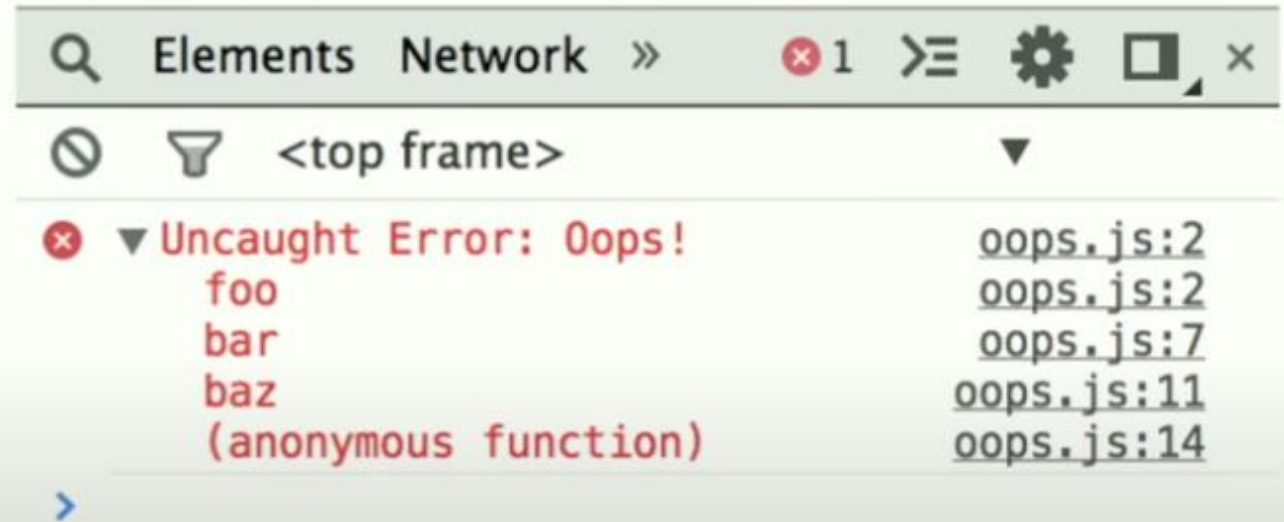 Elements Network » 1
<top frame>
Uncaught Error: Oops! oops.js:2
foo oops.js:2
bar oops.js:7
baz oops.js:11
(anonymous function) oops.js:14